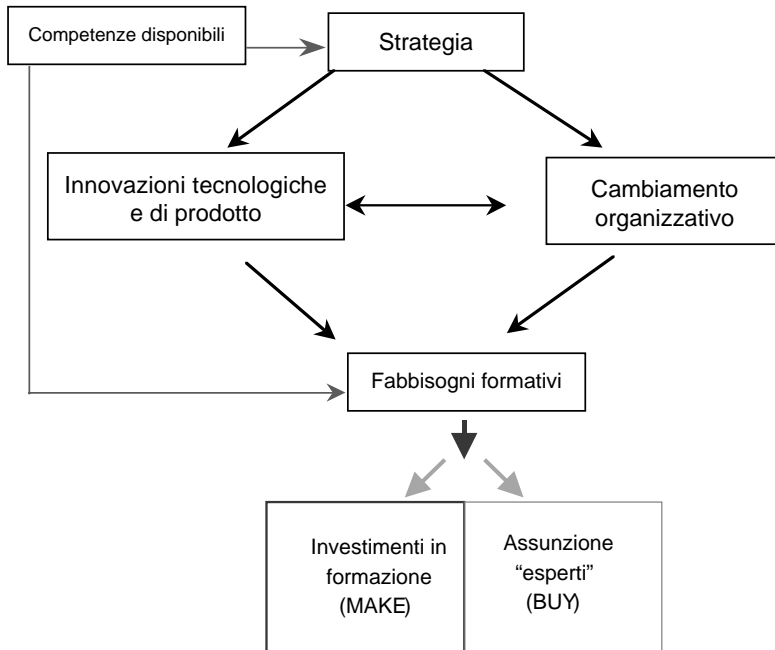 Competenze disponibili
Strategia
Innovazioni tecnologiche
e di prodotto
Cambiamento
organizzativo
Fabbisogni formativi
Investimenti in
formazione
(MAKE)
Assunzione
“esperti”
(BUY)